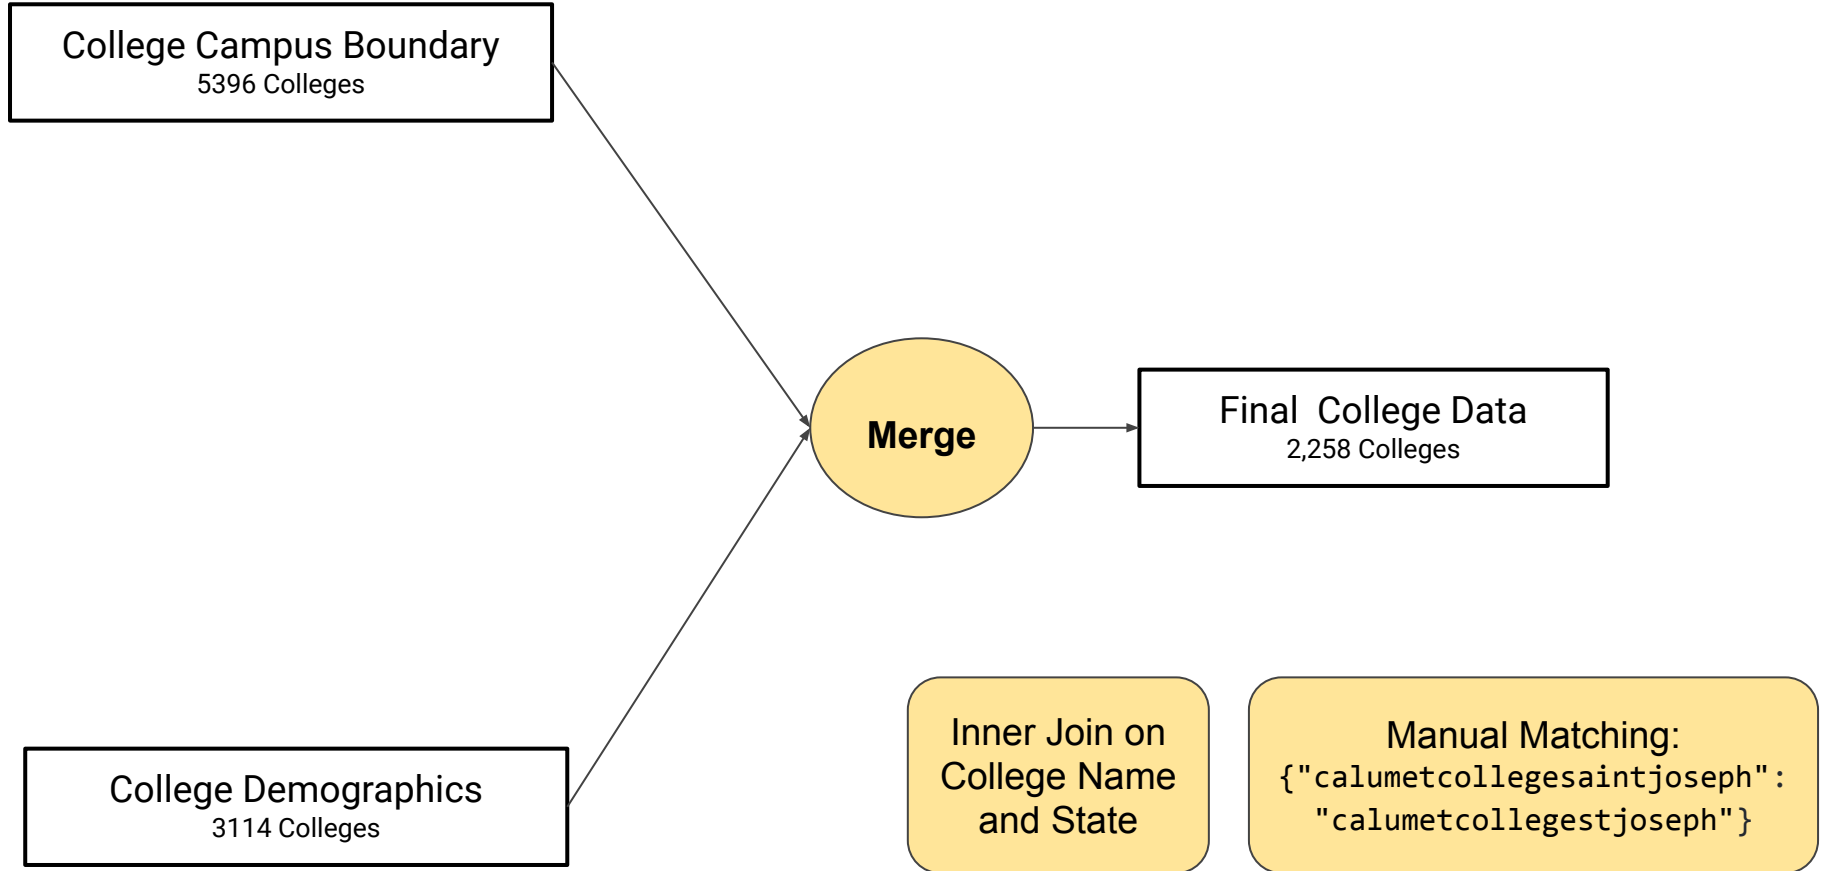 College Campus Boundary
5396 Colleges
Merge
Final College Data
2,258 Colleges
College Demographics
3114 Colleges
Inner Join on
College Name
and State
Manual Matching:
{"calumetcollegesaintjoseph":
"calumetcollegestjoseph"}